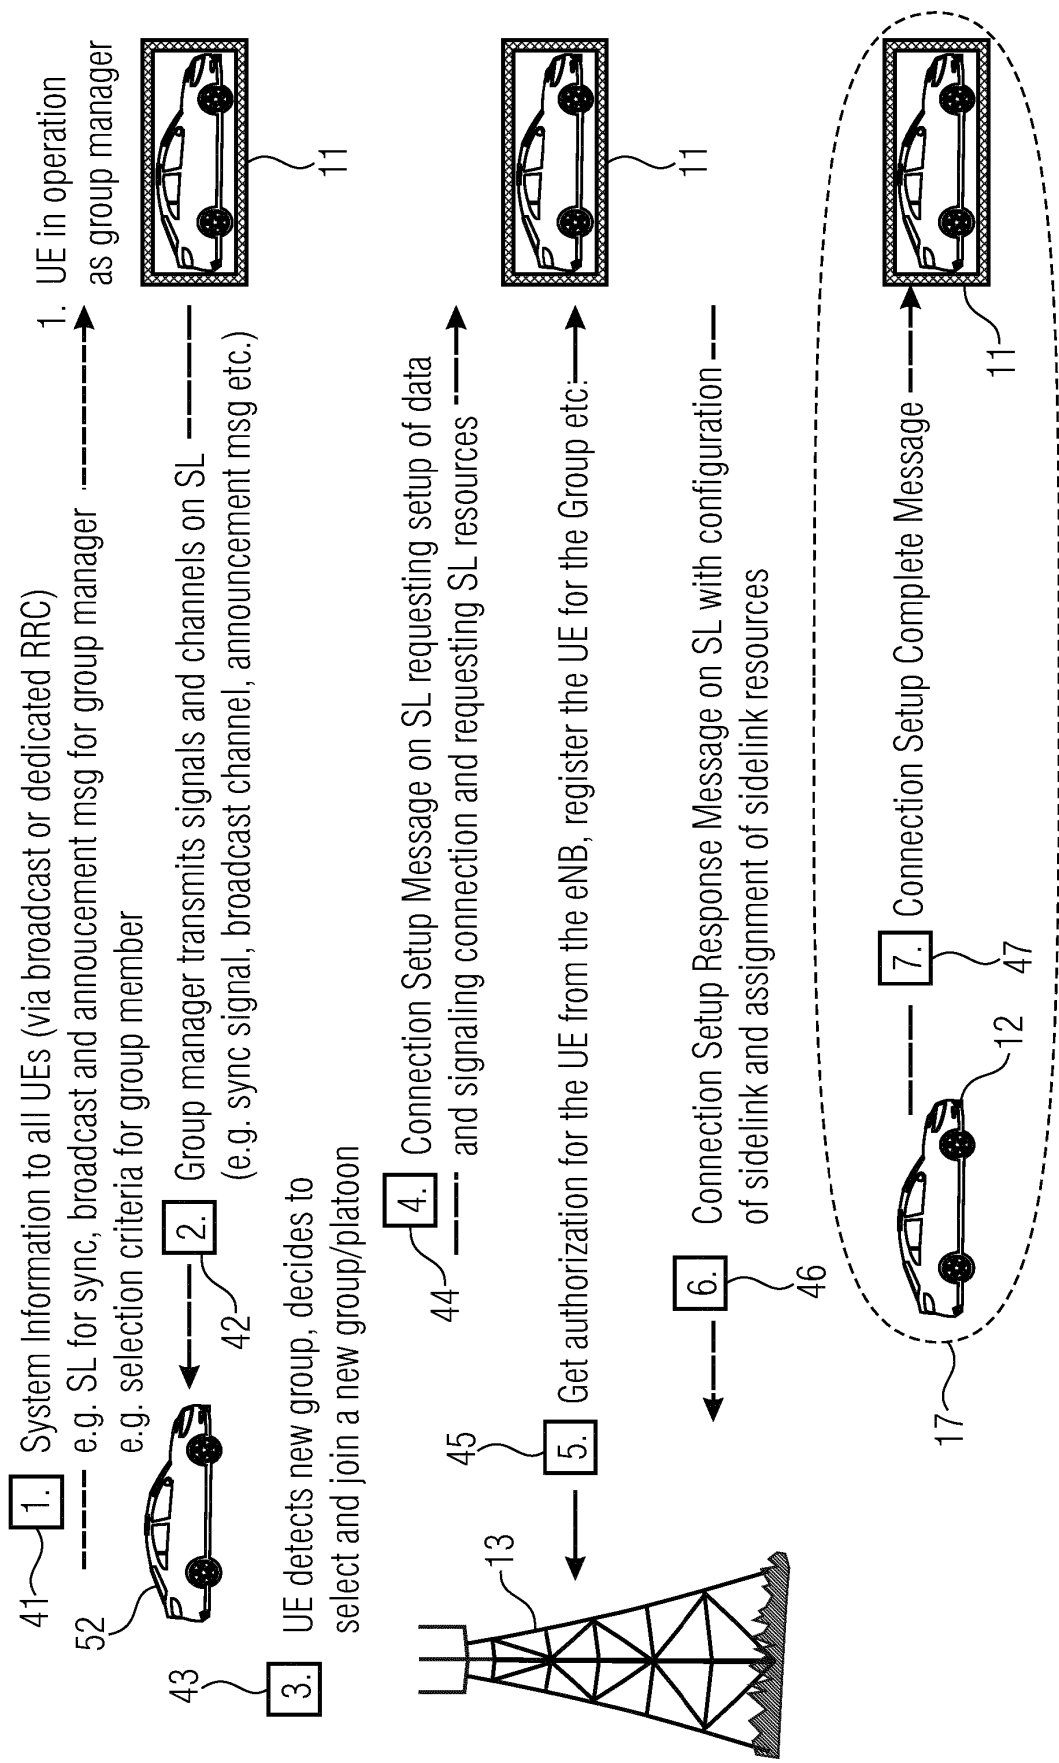 41
1.
System Information to all UEs (via broadcast or dedicated RRC)
e.g. SL for sync, broadcast and annoucement msg for group manager
e.g. selection criteria for group member
1. UE in operation
as group manager
52
42
2.
Group manager transmits signals and channels on SL
(e.g. sync signal, broadcast channel, announcement msg etc.)
11
43
3.
UE detects new group, decides to
select and join a new group/platoon
44
4.
Connection Setup Message on SL requesting setup of data
and signaling connection and requesting SL resources
11
13
45
5.
Get authorization for the UE from the eNB, register the UE for the Group etc.
6.
46
Connection Setup Response Message on SL with configuration
of sidelink and assignment of sidelink resources
17
12
7.
47
Connection Setup Complete Message
11